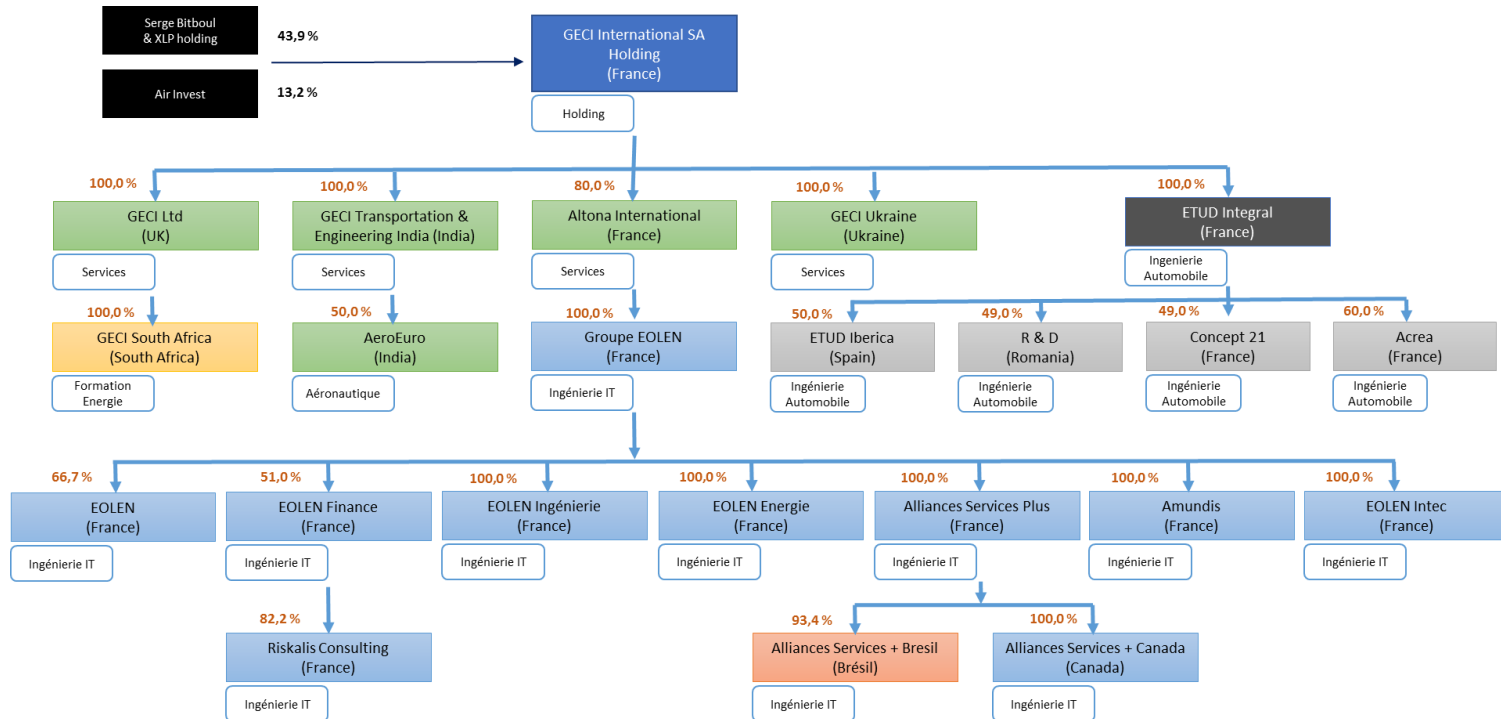 Serge Bitboul
& XLP holding
43,9 %
GECI International SA
Holding
(France)
Air Invest
13,2 %
Holding
100,0 %
100,0 %
80,0 %
100,0 %
100,0 %
GECI Ltd
(UK)
GECI Transportation &
Engineering India (India)
Altona International
(France)
GECI Ukraine
(Ukraine)
ETUD Integral
(France)
Services
Services
Services
Services
Ingenierie
Automobile
100,0 %
50,0 %
100,0 %
50,0 %
49,0 %
49,0 %
60,0 %
GECI South Africa
(South Africa)
AeroEuro
(India)
Groupe EOLEN
(France)
ETUD Iberica
(Spain)
R & D
(Romania)
Concept 21
(France)
Acrea
(France)
Formation
Energie
Aéronautique
Ingénierie IT
Ingénierie
Automobile
Ingénierie
Automobile
Ingénierie
Automobile
Ingénierie
Automobile
66,7 %
51,0 %
100,0 %
100,0 %
100,0 %
100,0 %
100,0 %
EOLEN
(France)
EOLEN Finance
(France)
EOLEN Ingénierie
(France)
EOLEN Energie
(France)
Alliances Services Plus
(France)
Amundis
(France)
EOLEN Intec
(France)
Ingénierie IT
Ingénierie IT
Ingénierie IT
Ingénierie IT
Ingénierie IT
Ingénierie IT
Ingénierie IT
82,2 %
93,4 %
100,0 %
Riskalis Consulting
(France)
Alliances Services + Bresil
(Brésil)
Alliances Services + Canada
(Canada)
Ingénierie IT
Ingénierie IT
Ingénierie IT